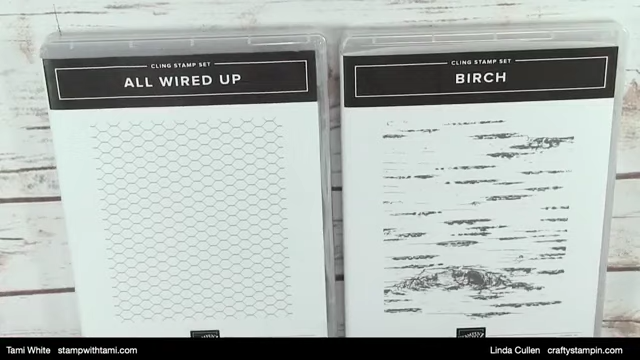 CLING STAMP SET
ALL WIRED UP
CLING STAMP SET
BIRCH
Tami White stampwithtami.com
Linda Cullen craftystampin.com